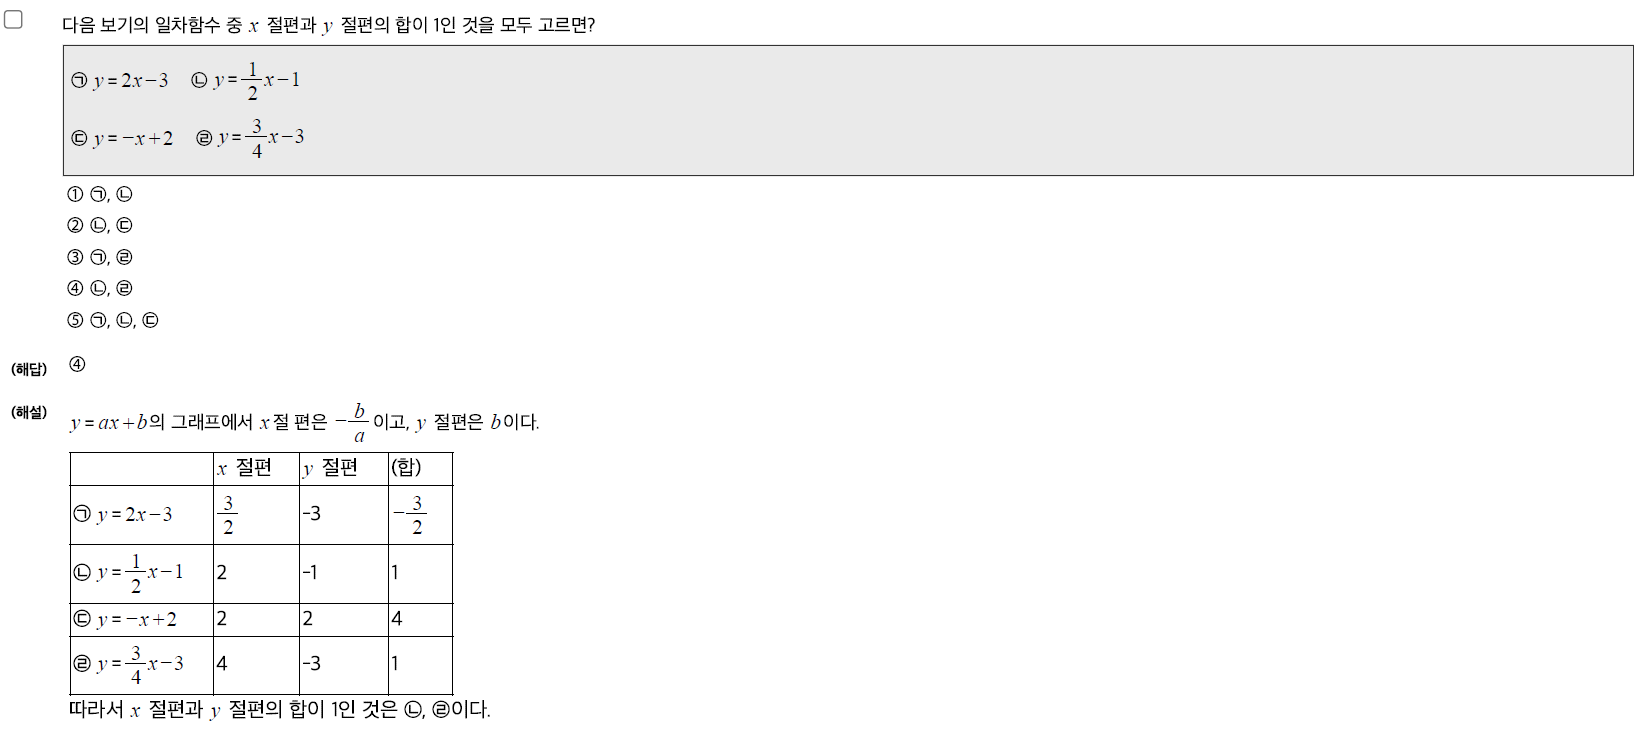 다음 보기의 일차함수 중 x 절편과 y 절편의 합이 1인 것을 모두 고르면?
㉠ y=2x−3 ㉡ y=1/2x−1
㉢ y=−x+2 ㉣ y=3/4x−3
① ㉠, ㉡
② ㉡, ㉢
③ ㉠, ㉣
④ ㉡, ㉣
⑤ ㉠, ㉡, ㉢
(해답) ④
(해설) y=ax+b의 그래프에서 x절 편은 −b/a 이고, y 절편은 b이다.
x 절편 y 절편 (합)
㉠ y=2x−3 3/2 -3 −3/2
㉡ y=1/2x−1 2 -1 1
㉢ y=−x+2 2 2 4
㉣ y=3/4x−3 4 -3 1
따라서 x 절편과 y 절편의 합이 1인 것은 ㉡, ㉣이다.